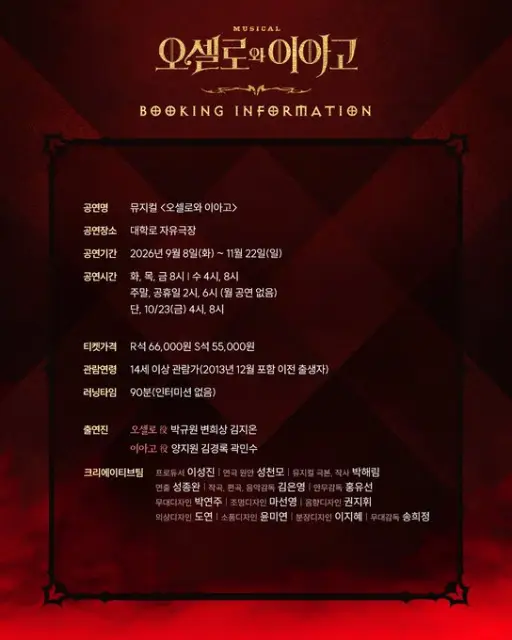 MUSICAL
오셀로와 이아고
BOOKING INFORMATION
공연명 뮤지컬 <오셀로와 이아고>
공연장소 대학로 자유극장
공연기간 2026년 9월 8일(화) ~ 11월 22일(일)
공연시간 화, 목, 금 8시 | 수 4시, 8시
주말, 공휴일 2시, 6시 (월 공연 없음)
단, 10/23(금) 4시, 8시
티켓가격 R석 66,000원 S석 55,000원
관람연령 14세 이상 관람가(2013년 12월 포함 이전 출생자)
러닝타임 90분(인터미션 없음)
출연진 오셀로 役 박규원 변희상 김지온
이아고 役 양지원 김경록 곽민수
크리에이티브팀 프로듀서 이성진 | 연극 원안 성천모 | 뮤지컬 극본, 작사 박해림
연출 성종완 | 작곡, 편곡, 음악감독 김은영 | 안무감독 홍유선
무대디자인 박연주 | 조명디자인 마선영 | 음향디자인 권지휘
의상디자인 도연 | 소품디자인 윤미연 | 분장디자인 이지혜 | 무대감독 송희정